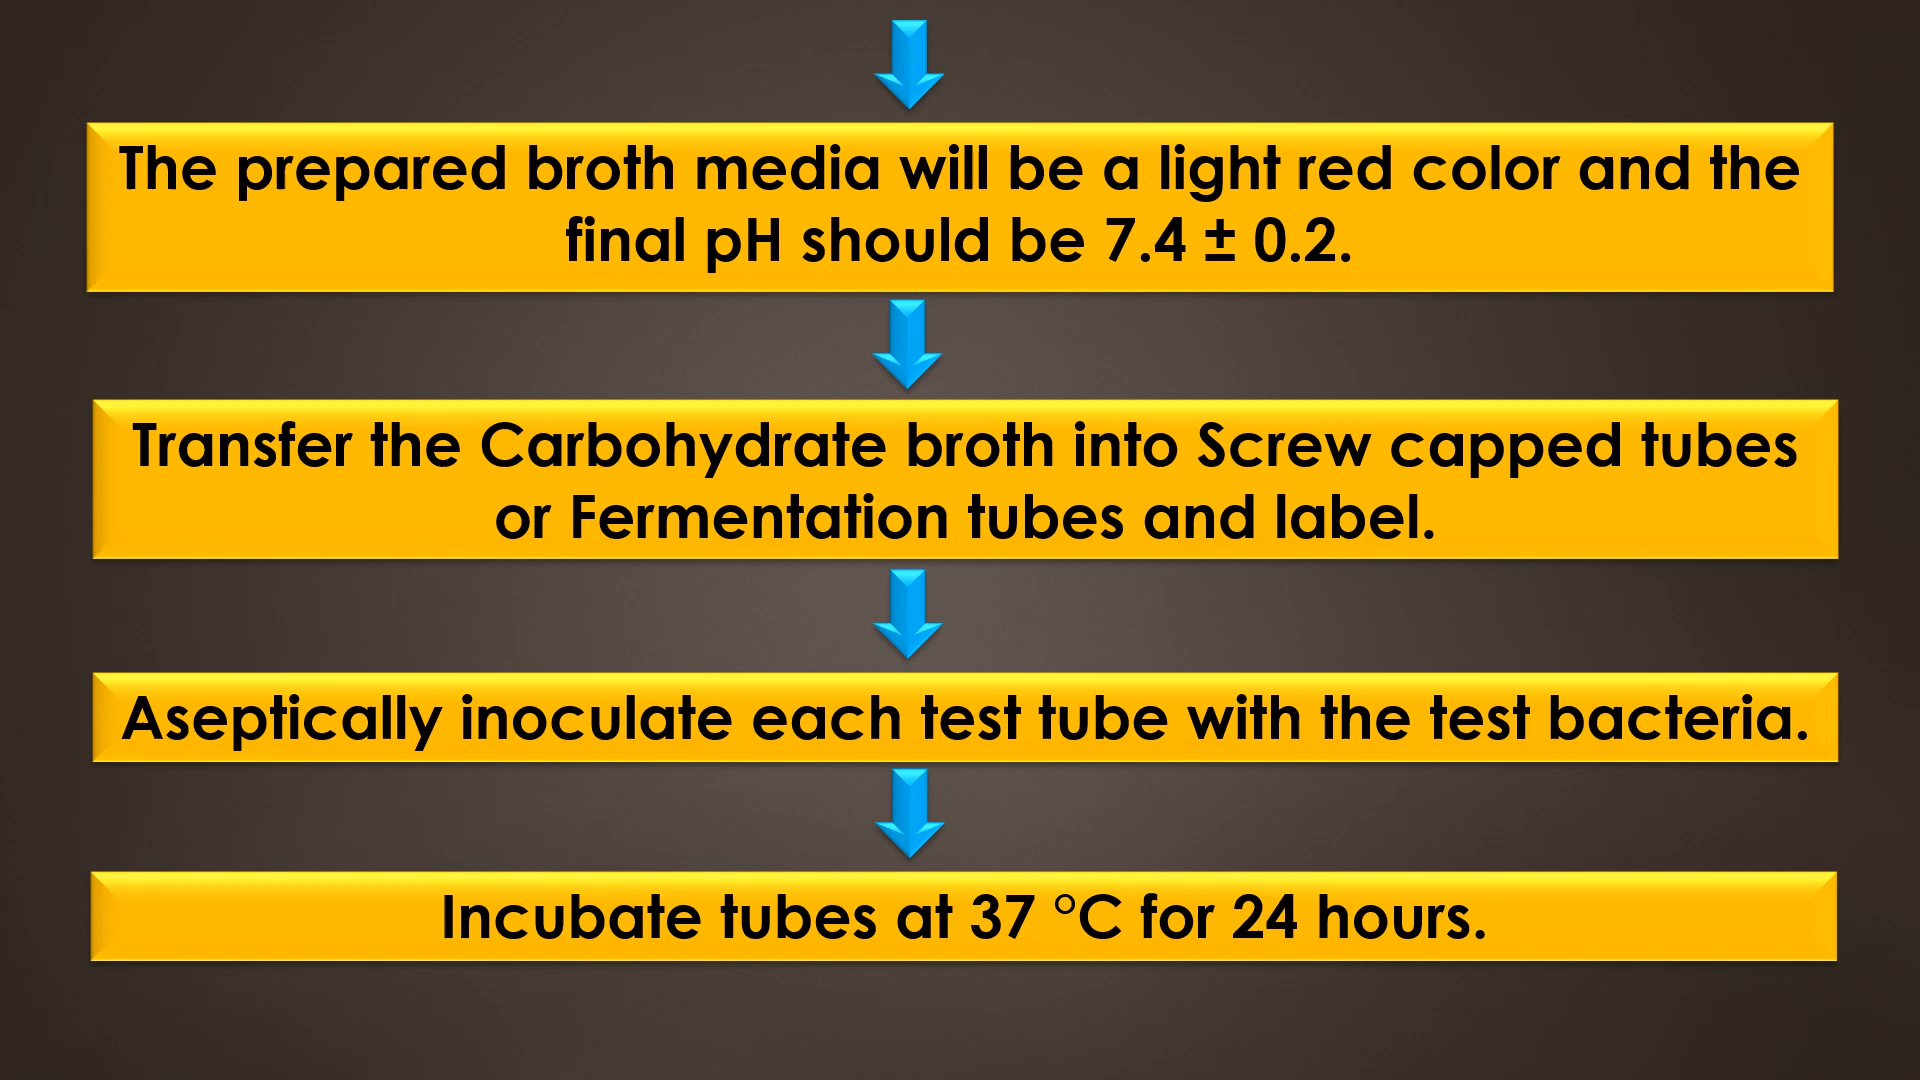 The prepared broth media will be a light red color and the
final pH should be 7.4 ± 0.2.
Transfer the Carbohydrate broth into Screw capped tubes
or Fermentation tubes and label.
Aseptically inoculate each test tube with the test bacteria.
Incubate tubes at 37 °C for 24 hours.